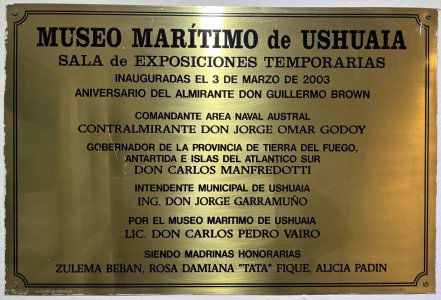 MUSEO MARÍTIMO de USHUAIA
SALA de EXPOSICIONES TEMPORARIAS
INAUGURADAS EL 3 DE MARZO DE 2003
ANIVERSARIO DEL ALMIRANTE DON GUILLERMO BROWN
COMANDANTE AREA NAVAL AUSTRAL
CONTRALMIRANTE DON JORGE OMAR GODOY
GOBERNADOR DE LA PROVINCIA DE TIERRA DEL FUEGO,
ANTARTIDA E ISLAS DEL ATLANTICO SUR
DON CARLOS MANFREDOTTI
INTENDENTE MUNICIPAL DE USHUAIA
ING. DON JORGE GARRAMUÑO
POR EL MUSEO MARITIMO DE USHUAIA
LIC. DON CARLOS PEDRO VAIRO
SIENDO MADRINAS HONORARIAS
ZULEMA BEBAN, ROSA DAMIANA "TATA" FIQUE, ALICIA PADIN